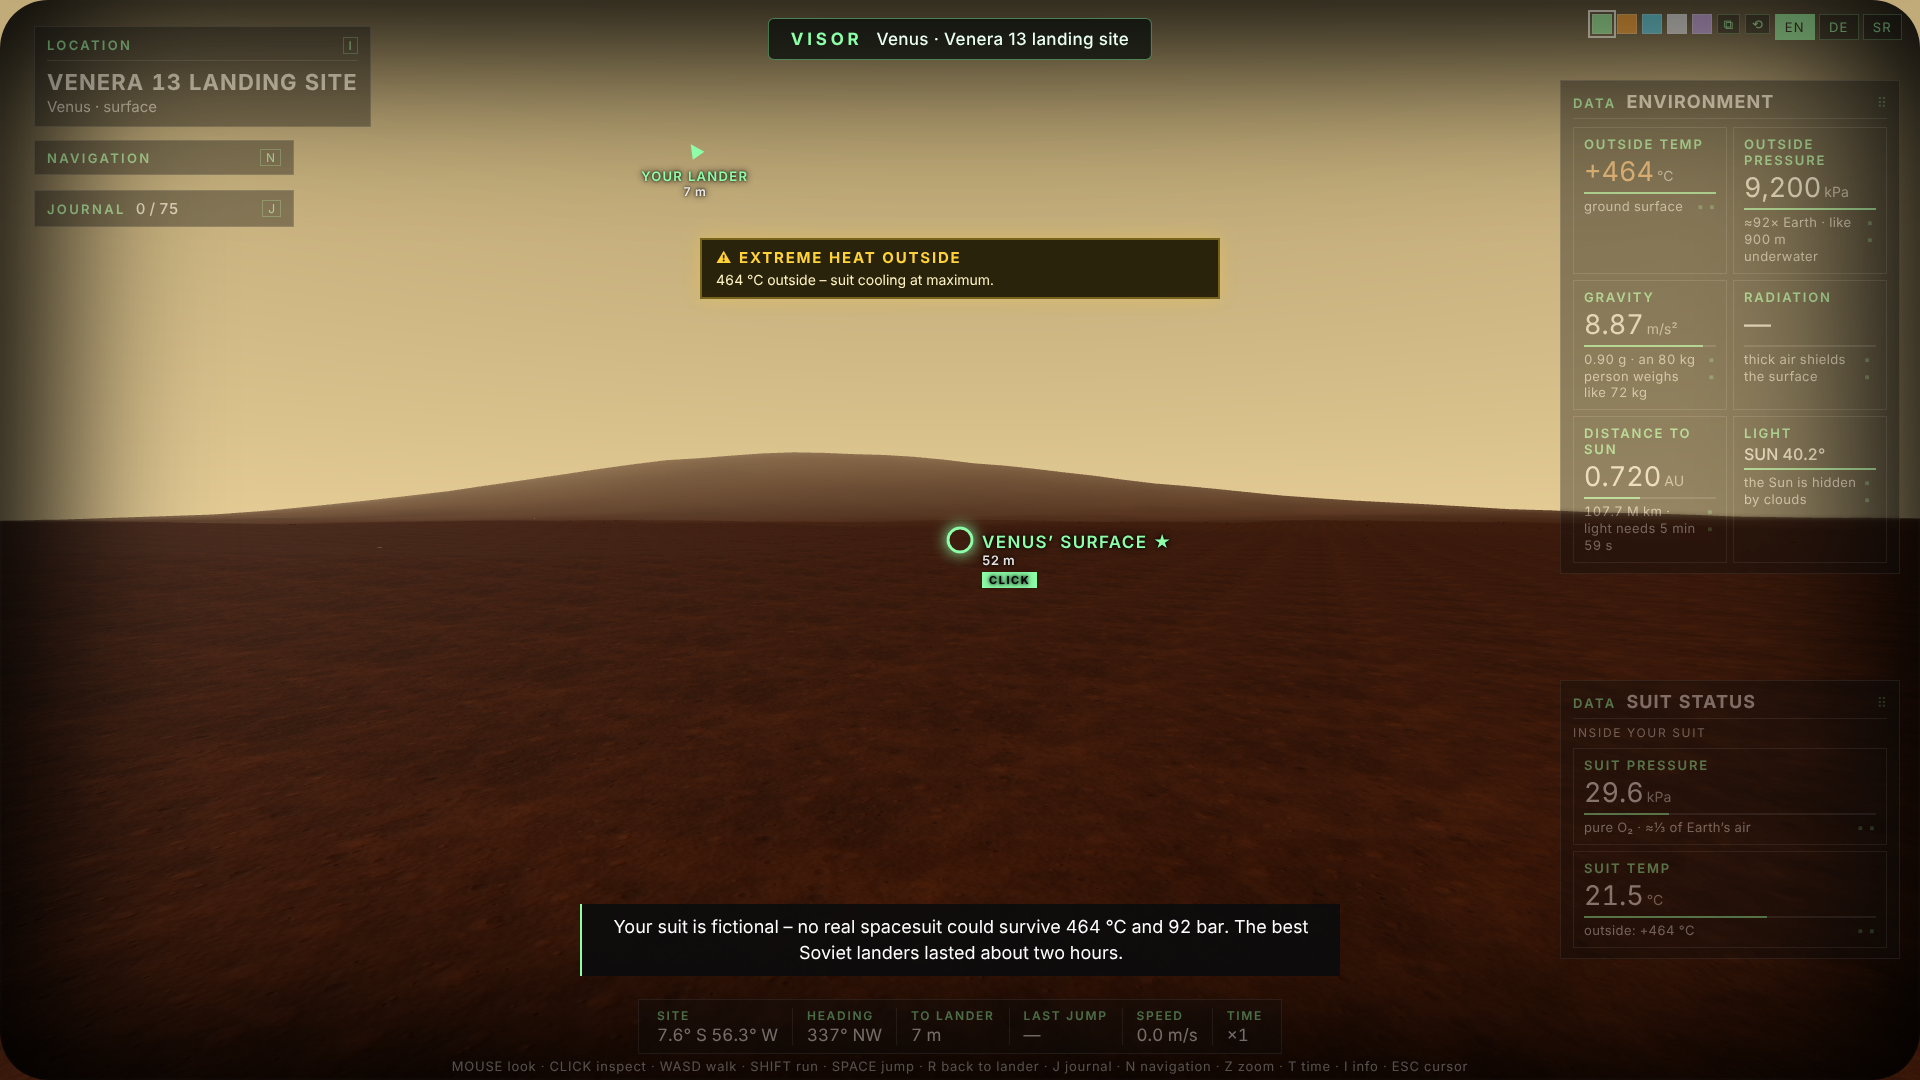 LOCATION I
VENERA 13 LANDING SITE
Venus · surface
NAVIGATION N
JOURNAL 0 / 75 J
VISOR Venus · Venera 13 landing site
EN DE SR
YOUR LANDER
7 m
⚠ EXTREME HEAT OUTSIDE
464 °C outside – suit cooling at maximum.
VENUS’ SURFACE ★
52 m
CLICK
DATA ENVIRONMENT
OUTSIDE TEMP
+464 °C
ground surface
OUTSIDE
PRESSURE
9,200 kPa
≈92× Earth · like
900 m
underwater
GRAVITY
8.87 m/s²
0.90 g · an 80 kg
person weighs
like 72 kg
RADIATION
—
thick air shields
the surface
DISTANCE TO
SUN
0.720 AU
107.7 M km ·
light needs 5 min
59 s
LIGHT
SUN 40.2°
the Sun is hidden
by clouds
DATA SUIT STATUS
INSIDE YOUR SUIT
SUIT PRESSURE
29.6 kPa
pure O₂ · ≈⅓ of Earth’s air
SUIT TEMP
21.5 °C
outside: +464 °C
Your suit is fictional – no real spacesuit could survive 464 °C and 92 bar. The best
Soviet landers lasted about two hours.
SITE HEADING TO LANDER LAST JUMP SPEED TIME
7.6° S 56.3° W 337° NW 7 m — 0.0 m/s ×1
MOUSE look · CLICK inspect · WASD walk · SHIFT run · SPACE jump · R back to lander · J journal · N navigation · Z zoom · T time · I info · ESC cursor